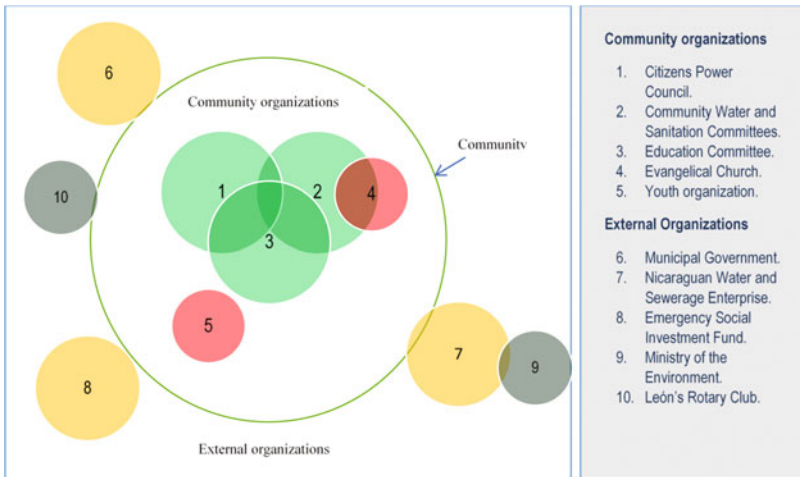 6
Community organizations
Communitv
1
2
4
10
3
5
7
9
8
External organizations
Community organizations
1. Citizens Power
Council.
2. Community Water and
Sanitation Committees.
3. Education Committee.
4. Evangelical Church.
5. Youth organization.
External Organizations
6. Municipal Government.
7. Nicaraguan Water and
Sewerage Enterprise.
8. Emergency Social
Investment Fund.
9. Ministry of the
Environment.
10. León's Rotary Club.